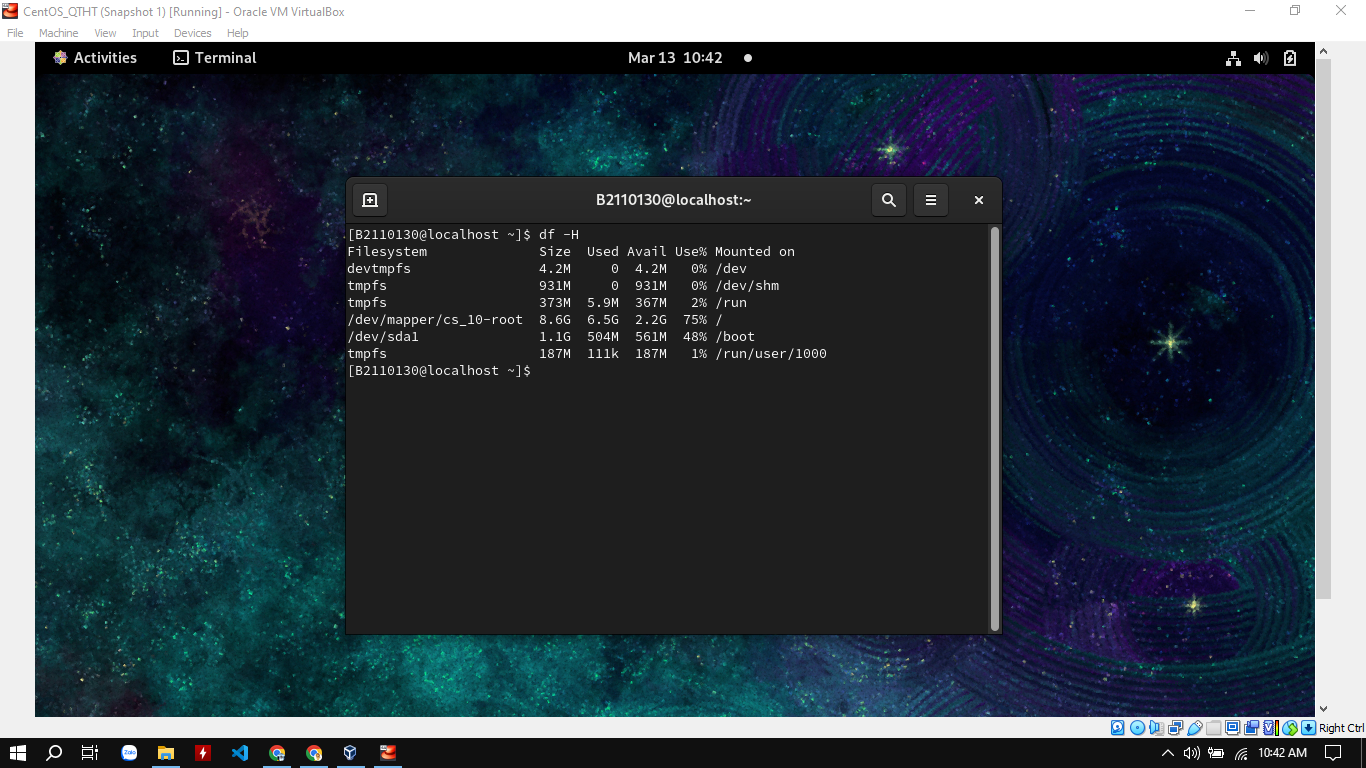 CentOS_QTHT (Snapshot 1) [Running] - Oracle VM VirtualBox
File Machine View Input Devices Help
Activities Terminal Mar 13 10:42
B2110130@localhost:~
[B2110130@localhost ~]$ df -H
Filesystem Size Used Avail Use% Mounted on
devtmpfs 4.2M 0 4.2M 0% /dev
tmpfs 931M 0 931M 0% /dev/shm
tmpfs 373M 5.9M 367M 2% /run
/dev/mapper/cs_10-root 8.6G 6.5G 2.2G 75% /
/dev/sda1 1.1G 504M 561M 48% /boot
tmpfs 187M 111k 187M 1% /run/user/1000
[B2110130@localhost ~]$
Right Ctrl
Zalo
10:42 AM